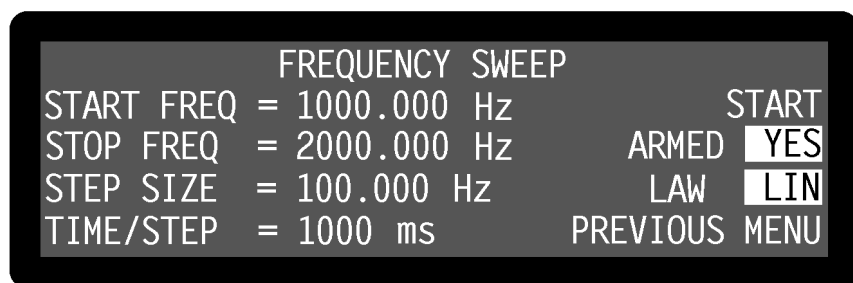 FREQUENCY SWEEP
START FREQ = 1000.000 Hz START
STOP FREQ = 2000.000 Hz ARMED YES
STEP SIZE = 100.000 Hz LAW LIN
TIME/STEP = 1000 ms PREVIOUS MENU